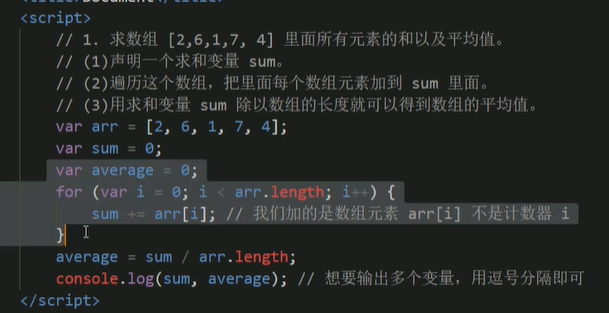 <title>Document</title>
<script>
// 1. 求数组 [2,6,1,7, 4] 里面所有元素的和以及平均值。
// (1)声明一个求和变量 sum。
// (2)遍历这个数组，把里面每个数组元素加到 sum 里面。
// (3)用求和变量 sum 除以数组的长度就可以得到数组的平均值。
var arr = [2, 6, 1, 7, 4];
var sum = 0;
var average = 0;
for (var i = 0; i < arr.length; i++) {
sum += arr[i]; // 我们加的是数组元素 arr[i] 不是计数器 i
}
average = sum / arr.length;
console.log(sum, average); // 想要输出多个变量，用逗号分隔即可
</script>